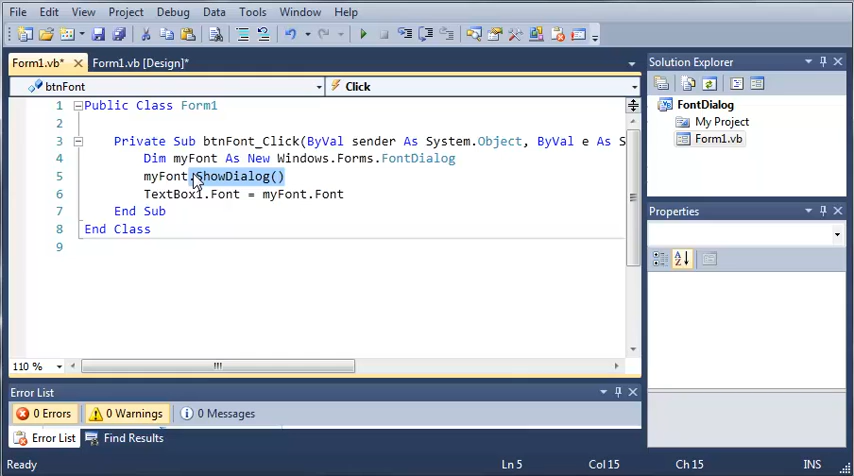 File Edit View Project Debug Data Tools Window Help
Form1.vb* Form1.vb [Design]*
btnFont Click
1 Public Class Form1
2
3 Private Sub btnFont_Click(ByVal sender As System.Object, ByVal e As S
4 Dim myFont As New Windows.Forms.FontDialog
5 myFont.ShowDialog()
6 TextBox1.Font = myFont.Font
7 End Sub
8 End Class
9
110 %
Solution Explorer
FontDialog
My Project
Form1.vb
Properties
Error List
0 Errors 0 Warnings 0 Messages
Error List Find Results
Ln 5 Col 15 Ch 15 INS